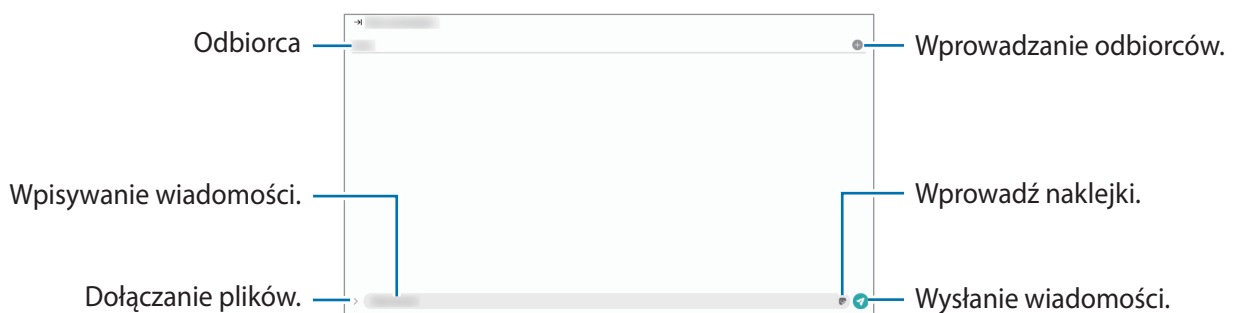 Odbiorca
Wprowadzanie odbiorców.
Wpisywanie wiadomości.
Wprowadź naklejki.
Dołączanie plików.
Wysłanie wiadomości.